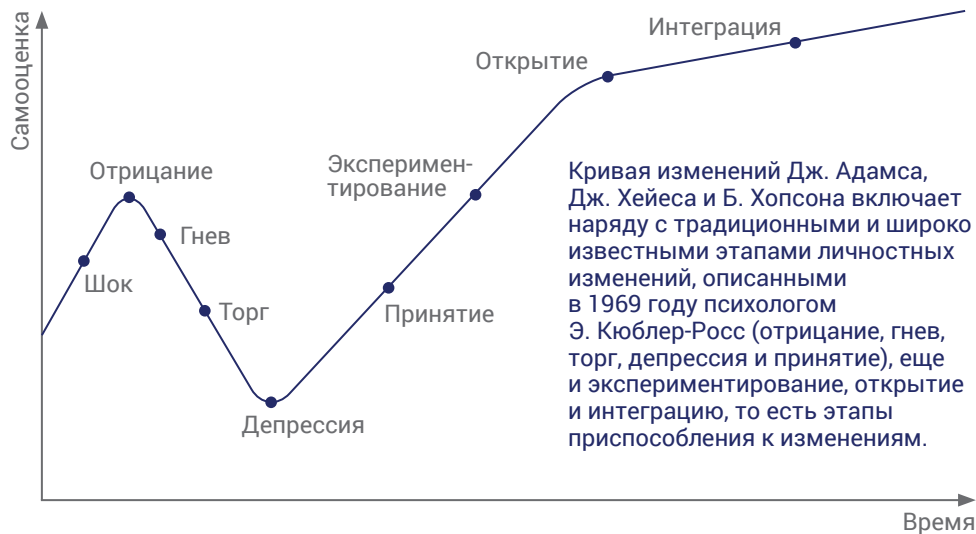 Самооценка
Интеграция
Открытие
Отрицание
Эксперимен-
тирование
Гнев
Шок
Торг
Принятие
Депрессия
Кривая изменений Дж. Адамса,
Дж. Хейеса и Б. Хопсона включает
наряду с традиционными и широко
известными этапами личностных
изменений, описанными
в 1969 году психологом
Э. Кюблер-Росс (отрицание, гнев,
торг, депрессия и принятие), еще
и экспериментирование, открытие
и интеграцию, то есть этапы
приспособления к изменениям.
Время